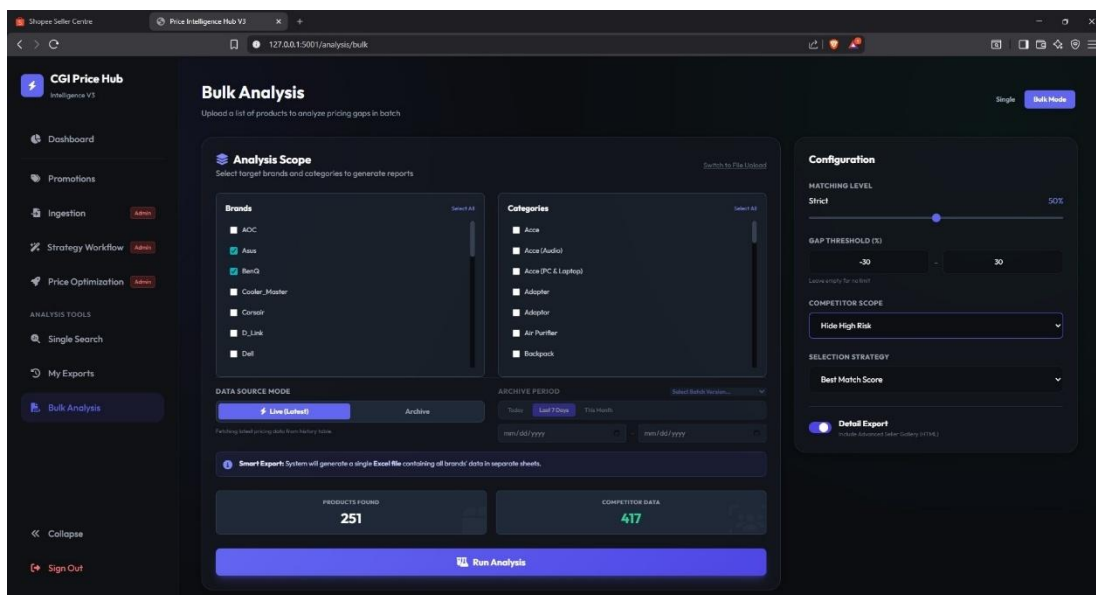 Shopee Seller Centre
Price Intelligence Hub V3
127.0.0.1:5001/analysis/bulk
CGI Price Hub
Intelligence V3
Dashboard
Promotions
Ingestion Admin
Strategy Workflow Admin
Price Optimization Admin
ANALYSIS TOOLS
Single Search
My Exports
Bulk Analysis
Collapse
Sign Out
Bulk Analysis
Upload a list of products to analyze pricing gaps in batch
Single Bulk Mode
Analysis Scope
Select target brands and categories to generate reports
Switch to File Upload
Brands Select All
AOC
Asus
BenQ
Cooler_Master
Corsair
D_Link
Dell
Categories Select All
Acce
Acce (Audio)
Acce (PC & Laptop)
Adapter
Adaptor
Air Purifier
Backpack
DATA SOURCE MODE
Live (Latest) Archive
Fetching latest pricing data from history table.
ARCHIVE PERIOD Select Batch Version...
Today Last 7 Days This Month
mm/dd/yyyy - mm/dd/yyyy
Smart Export: System will generate a single Excel file containing all brands' data in separate sheets.
PRODUCTS FOUND
251
COMPETITOR DATA
417
Run Analysis
Configuration
MATCHING LEVEL
Strict 50%
GAP THRESHOLD (%)
-30 - 30
Leave empty for no limit
COMPETITOR SCOPE
Hide High Risk
SELECTION STRATEGY
Best Match Score
Detail Export
Include Advanced Seller Gallery (HTML)